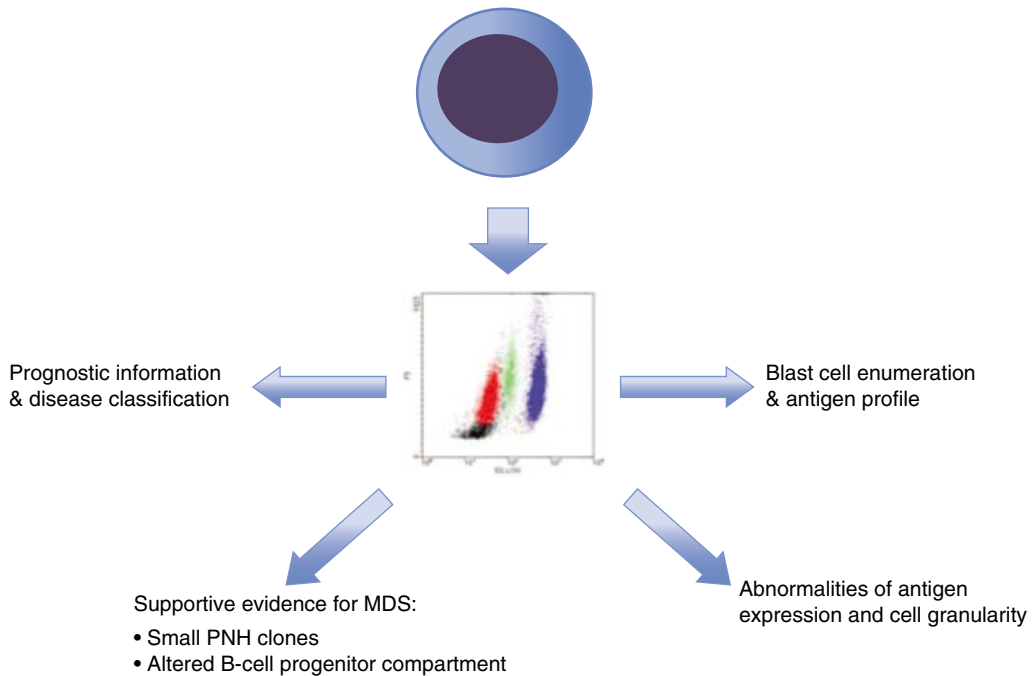 Prognostic information
& disease classification
Blast cell enumeration
& antigen profile
Supportive evidence for MDS:
• Small PNH clones
• Altered B-cell progenitor compartment
Abnormalities of antigen
expression and cell granularity